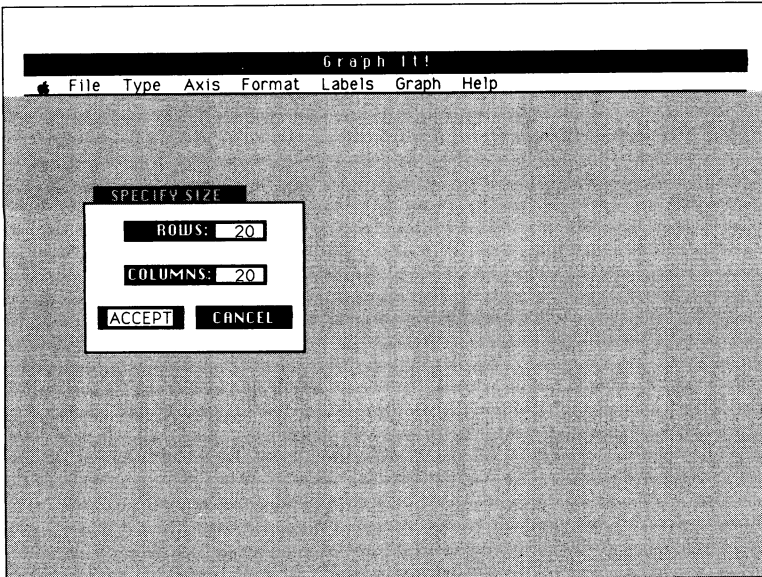 Graph It!
File Type Axis Format Labels Graph Help
SPECIFY SIZE
ROWS: 20
COLUMNS: 20
ACCEPT CANCEL